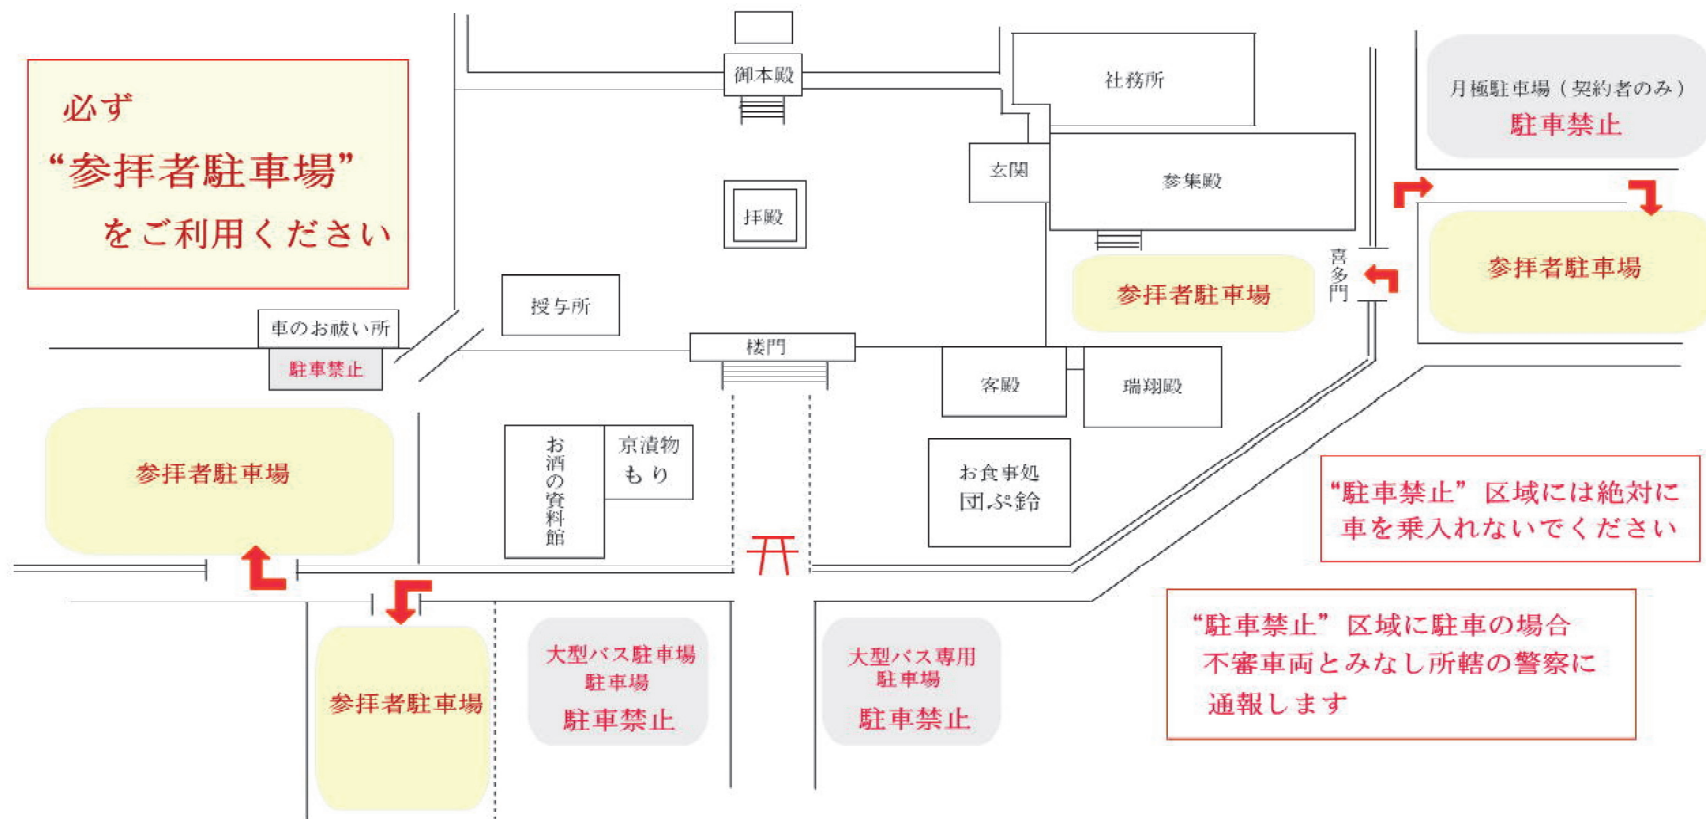 必ず
“参拝者駐車場”
をご利用ください
御本殿
社務所
月極駐車場（契約者のみ）
駐車禁止
玄関
参集殿
拝殿
参拝者駐車場
喜多門
参拝者駐車場
授与所
車のお祓い所
駐車禁止
楼門
客殿
瑞翔殿
参拝者駐車場
お酒の資料館
京漬物
もり
お食事処
団ぷ鈴
“駐車禁止”区域には絶対に
車を乗入れないでください
参拝者駐車場
大型バス駐車場
駐車場
駐車禁止
大型バス専用
駐車場
駐車禁止
“駐車禁止”区域に駐車の場合
不審車両とみなし所轄の警察に
通報します